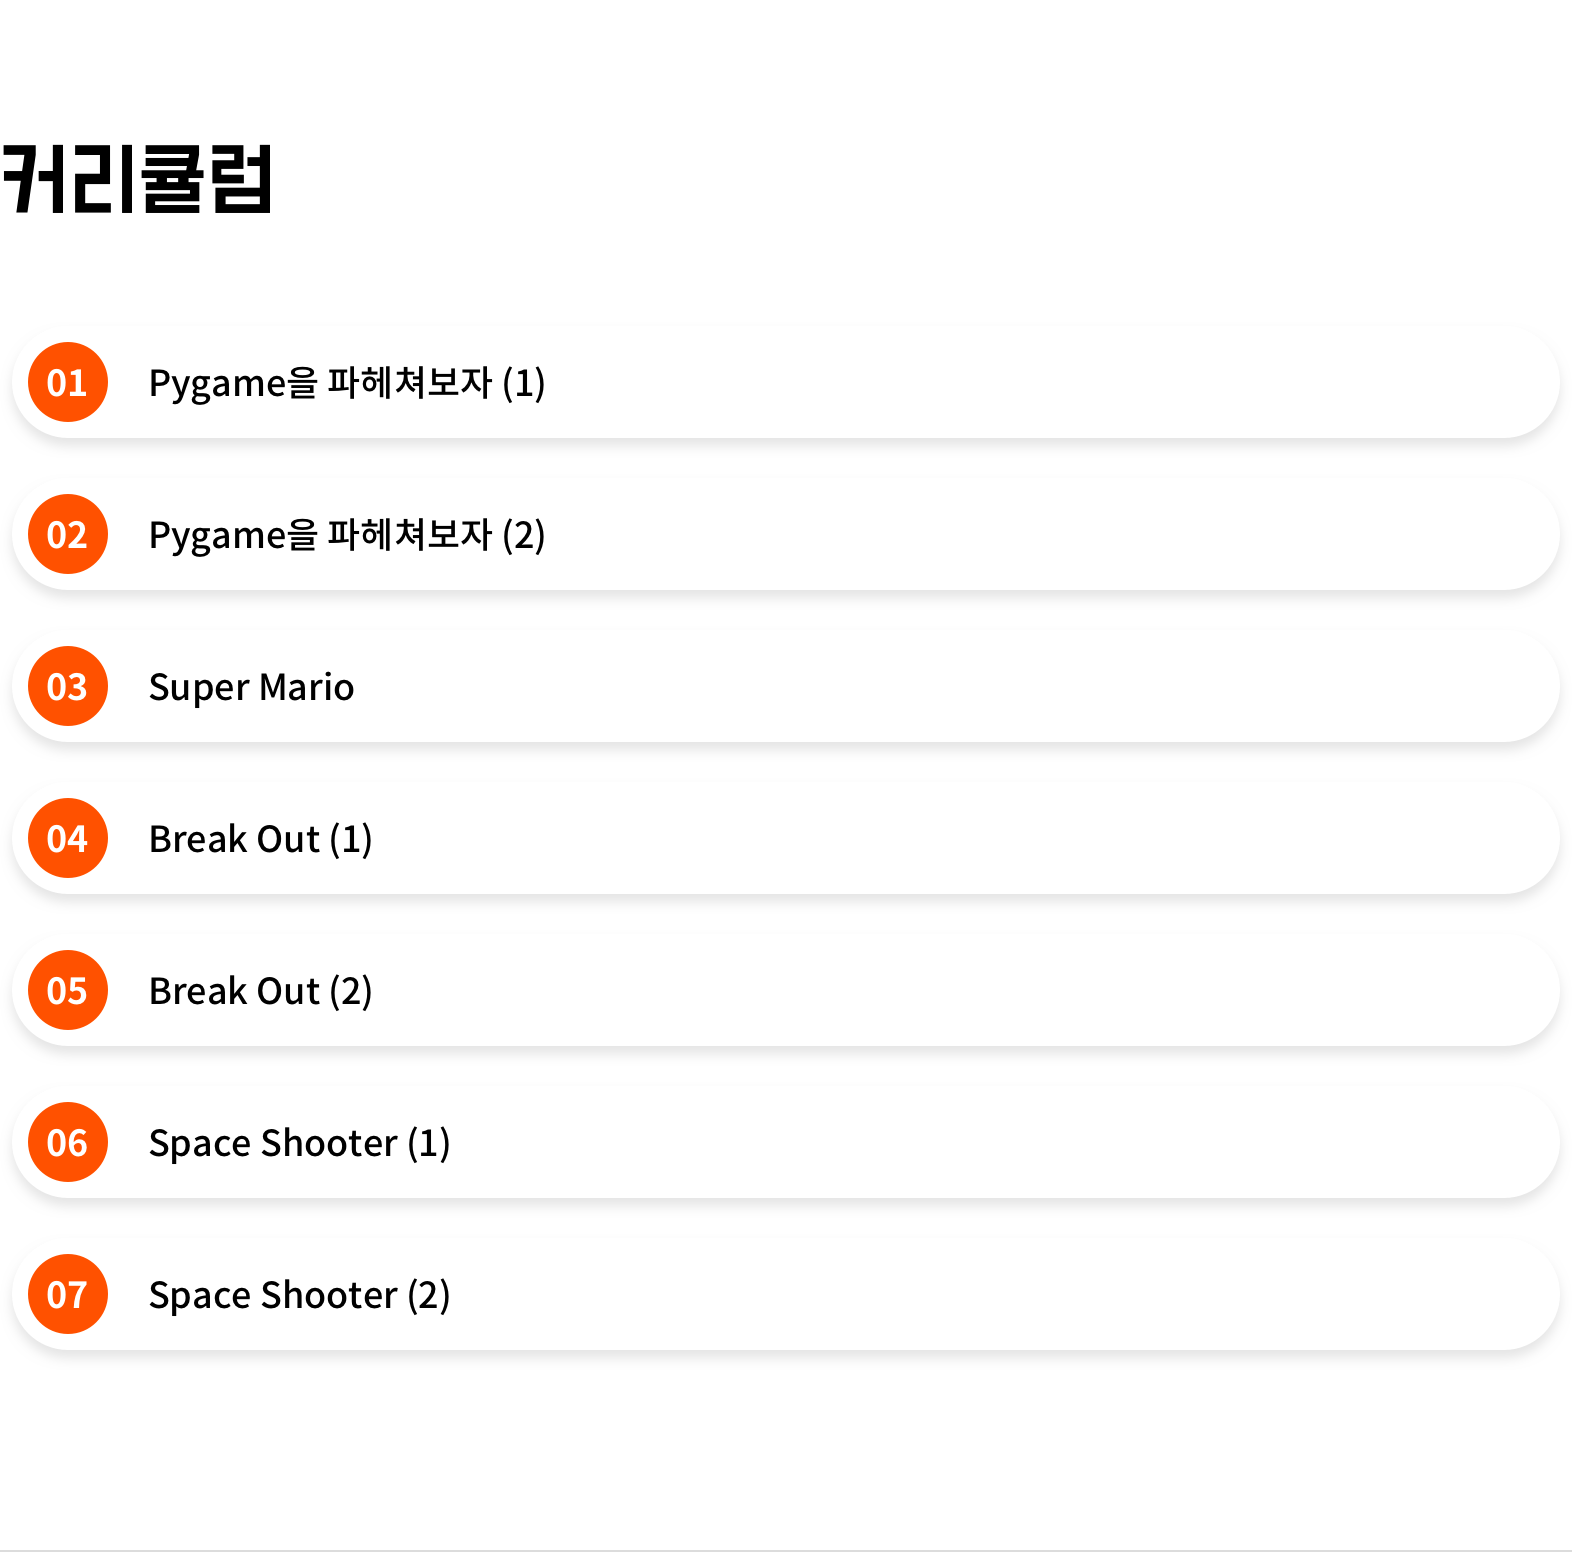 커리큘럼
01 Pygame을 파헤쳐보자 (1)
02 Pygame을 파헤쳐보자 (2)
03 Super Mario
04 Break Out (1)
05 Break Out (2)
06 Space Shooter (1)
07 Space Shooter (2)